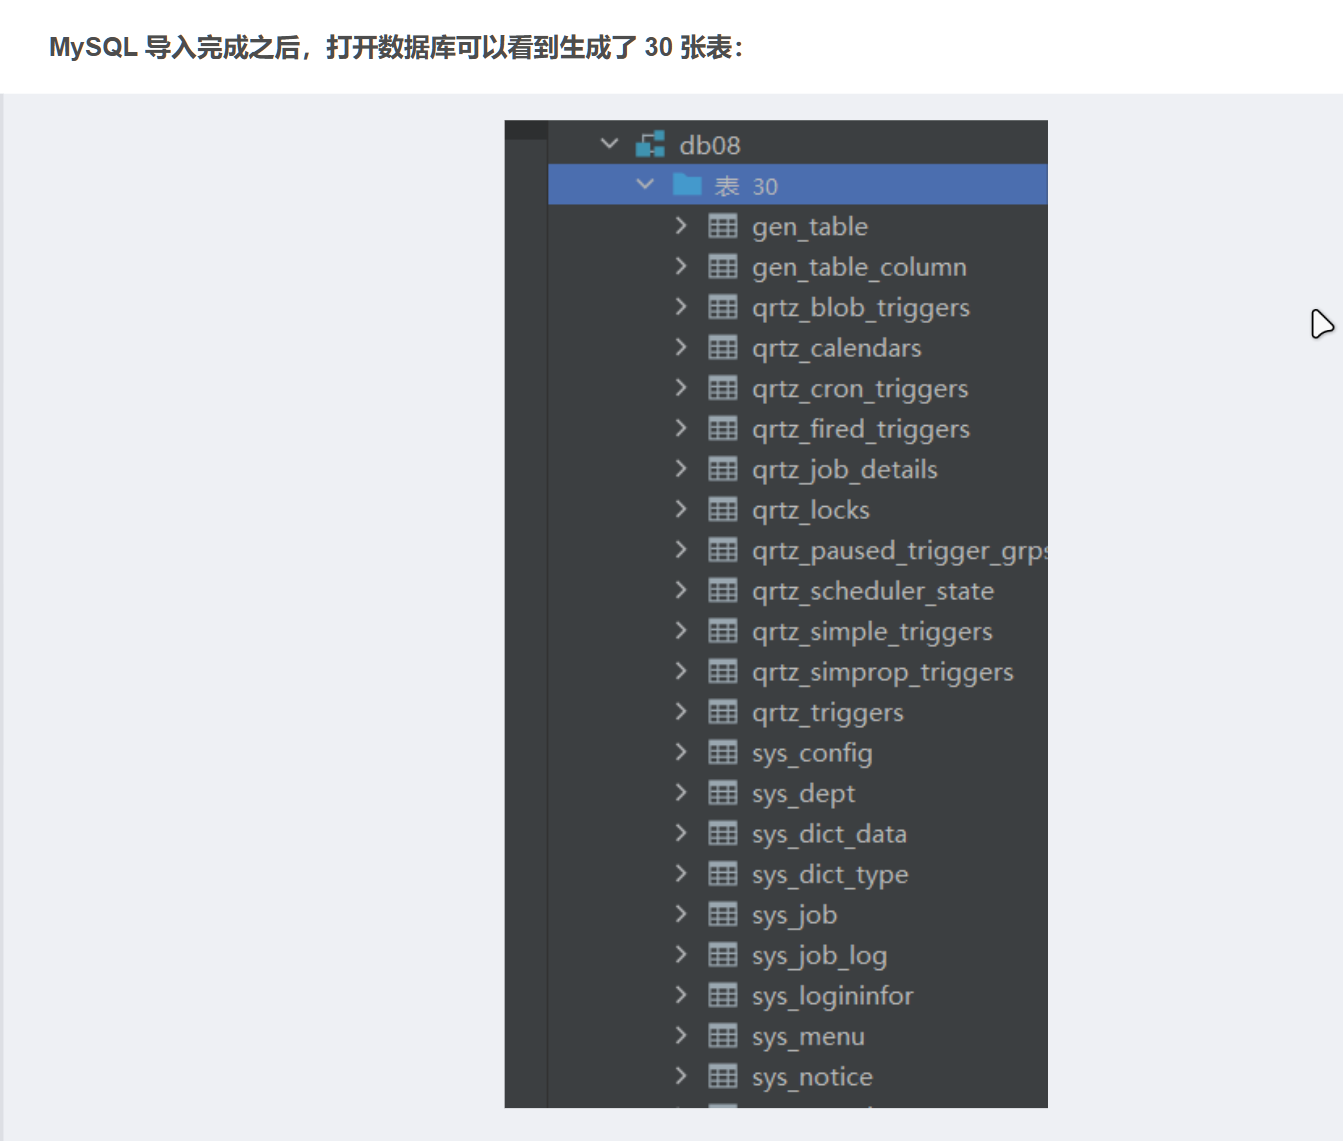 MySQL 导入完成之后，打开数据库可以看到生成了 30 张表：
db08
表 30
gen_table
gen_table_column
qrtz_blob_triggers
qrtz_calendars
qrtz_cron_triggers
qrtz_fired_triggers
qrtz_job_details
qrtz_locks
qrtz_paused_trigger_grps
qrtz_scheduler_state
qrtz_simple_triggers
qrtz_simprop_triggers
qrtz_triggers
sys_config
sys_dept
sys_dict_data
sys_dict_type
sys_job
sys_job_log
sys_logininfor
sys_menu
sys_notice